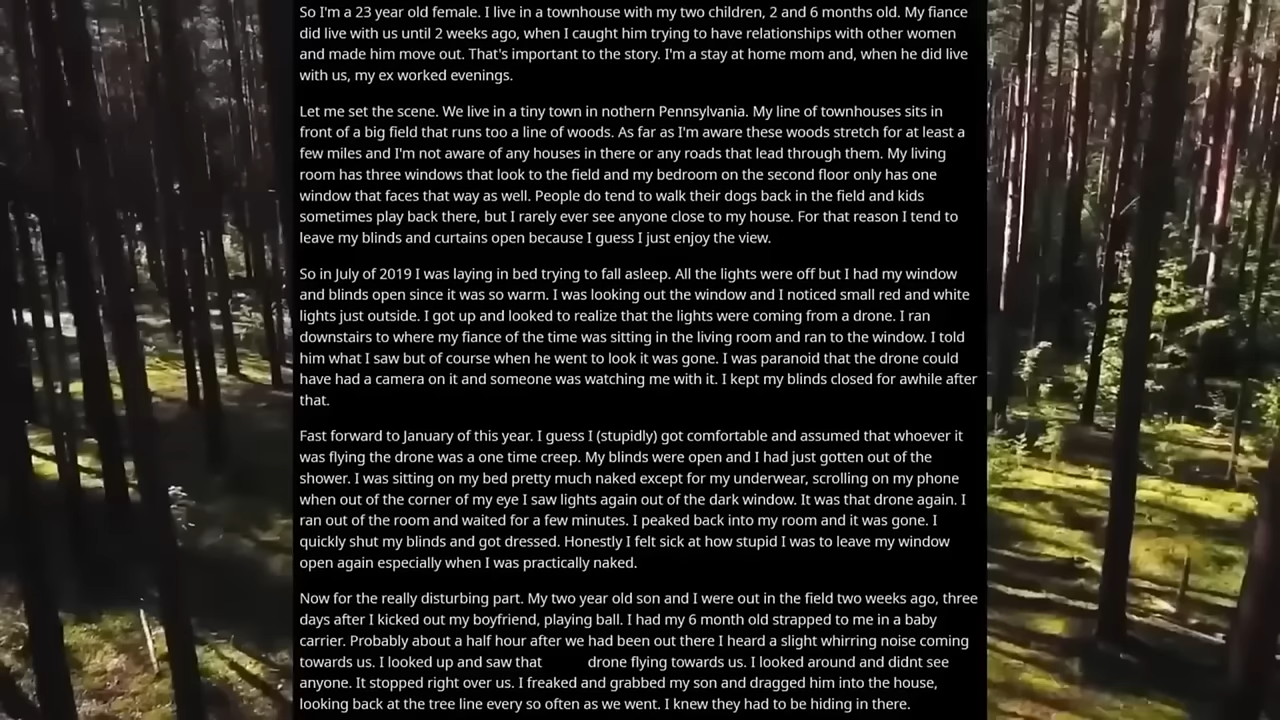 So I'm a 23 year old female. I live in a townhouse with my two children, 2 and 6 months old. My fiance
did live with us until 2 weeks ago, when I caught him trying to have relationships with other women
and made him move out. That's important to the story. I'm a stay at home mom and, when he did live
with us, my ex worked evenings.
Let me set the scene. We live in a tiny town in nothern Pennsylvania. My line of townhouses sits in
front of a big field that runs too a line of woods. As far as I'm aware these woods stretch for at least a
few miles and I'm not aware of any houses in there or any roads that lead through them. My living
room has three windows that look to the field and my bedroom on the second floor only has one
window that faces that way as well. People do tend to walk their dogs back in the field and kids
sometimes play back there, but I rarely ever see anyone close to my house. For that reason I tend to
leave my blinds and curtains open because I guess I just enjoy the view.
So in July of 2019 I was laying in bed trying to fall asleep. All the lights were off but I had my window
and blinds open since it was so warm. I was looking out the window and I noticed small red and white
lights just outside. I got up and looked to realize that the lights were coming from a drone. I ran
downstairs to where my fiance of the time was sitting in the living room and ran to the window. I told
him what I saw but of course when he went to look it was gone. I was paranoid that the drone could
have had a camera on it and someone was watching me with it. I kept my blinds closed for awhile after
that.
Fast forward to January of this year. I guess I (stupidly) got comfortable and assumed that whoever it
was flying the drone was a one time creep. My blinds were open and I had just gotten out of the
shower. I was sitting on my bed pretty much naked except for my underwear, scrolling on my phone
when out of the corner of my eye I saw lights again out of the dark window. It was that drone again. I
ran out of the room and waited for a few minutes. I peaked back into my room and it was gone. I
quickly shut my blinds and got dressed. Honestly I felt sick at how stupid I was to leave my window
open again especially when I was practically naked.
Now for the really disturbing part. My two year old son and I were out in the field two weeks ago, three
days after I kicked out my boyfriend, playing ball. I had my 6 month old strapped to me in a baby
carrier. Probably about a half hour after we had been out there I heard a slight whirring noise coming
towards us. I looked up and saw that drone flying towards us. I looked around and didnt see
anyone. It stopped right over us. I freaked and grabbed my son and dragged him into the house,
looking back at the tree line every so often as we went. I knew they had to be hiding in there.